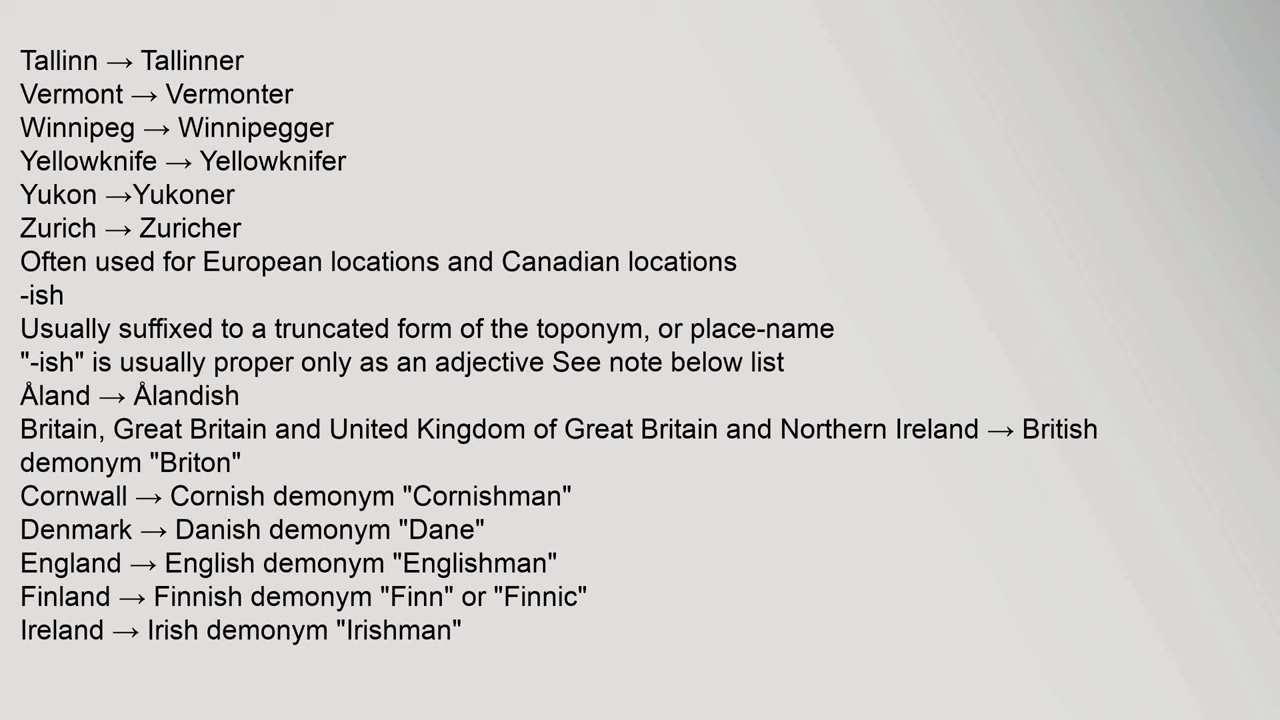 Tallinn → Tallinner
Vermont → Vermonter
Winnipeg → Winnipegger
Yellowknife → Yellowknifer
Yukon →Yukoner
Zurich → Zuricher
Often used for European locations and Canadian locations
-ish
Usually suffixed to a truncated form of the toponym, or place-name
"-ish" is usually proper only as an adjective See note below list
Åland → Ålandish
Britain, Great Britain and United Kingdom of Great Britain and Northern Ireland → British
demonym "Briton"
Cornwall → Cornish demonym "Cornishman"
Denmark → Danish demonym "Dane"
England → English demonym "Englishman"
Finland → Finnish demonym "Finn" or "Finnic"
Ireland → Irish demonym "Irishman"